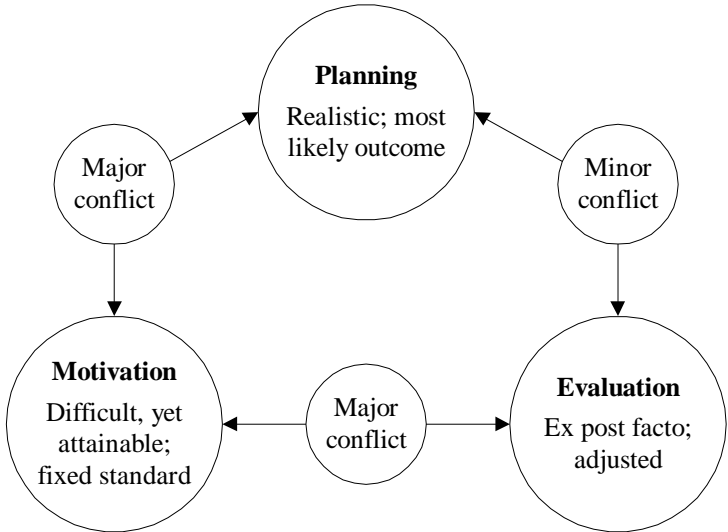 Planning
Realistic; most
likely outcome
Major
conflict
Minor
conflict
Motivation
Difficult, yet
attainable;
fixed standard
Major
conflict
Evaluation
Ex post facto;
adjusted